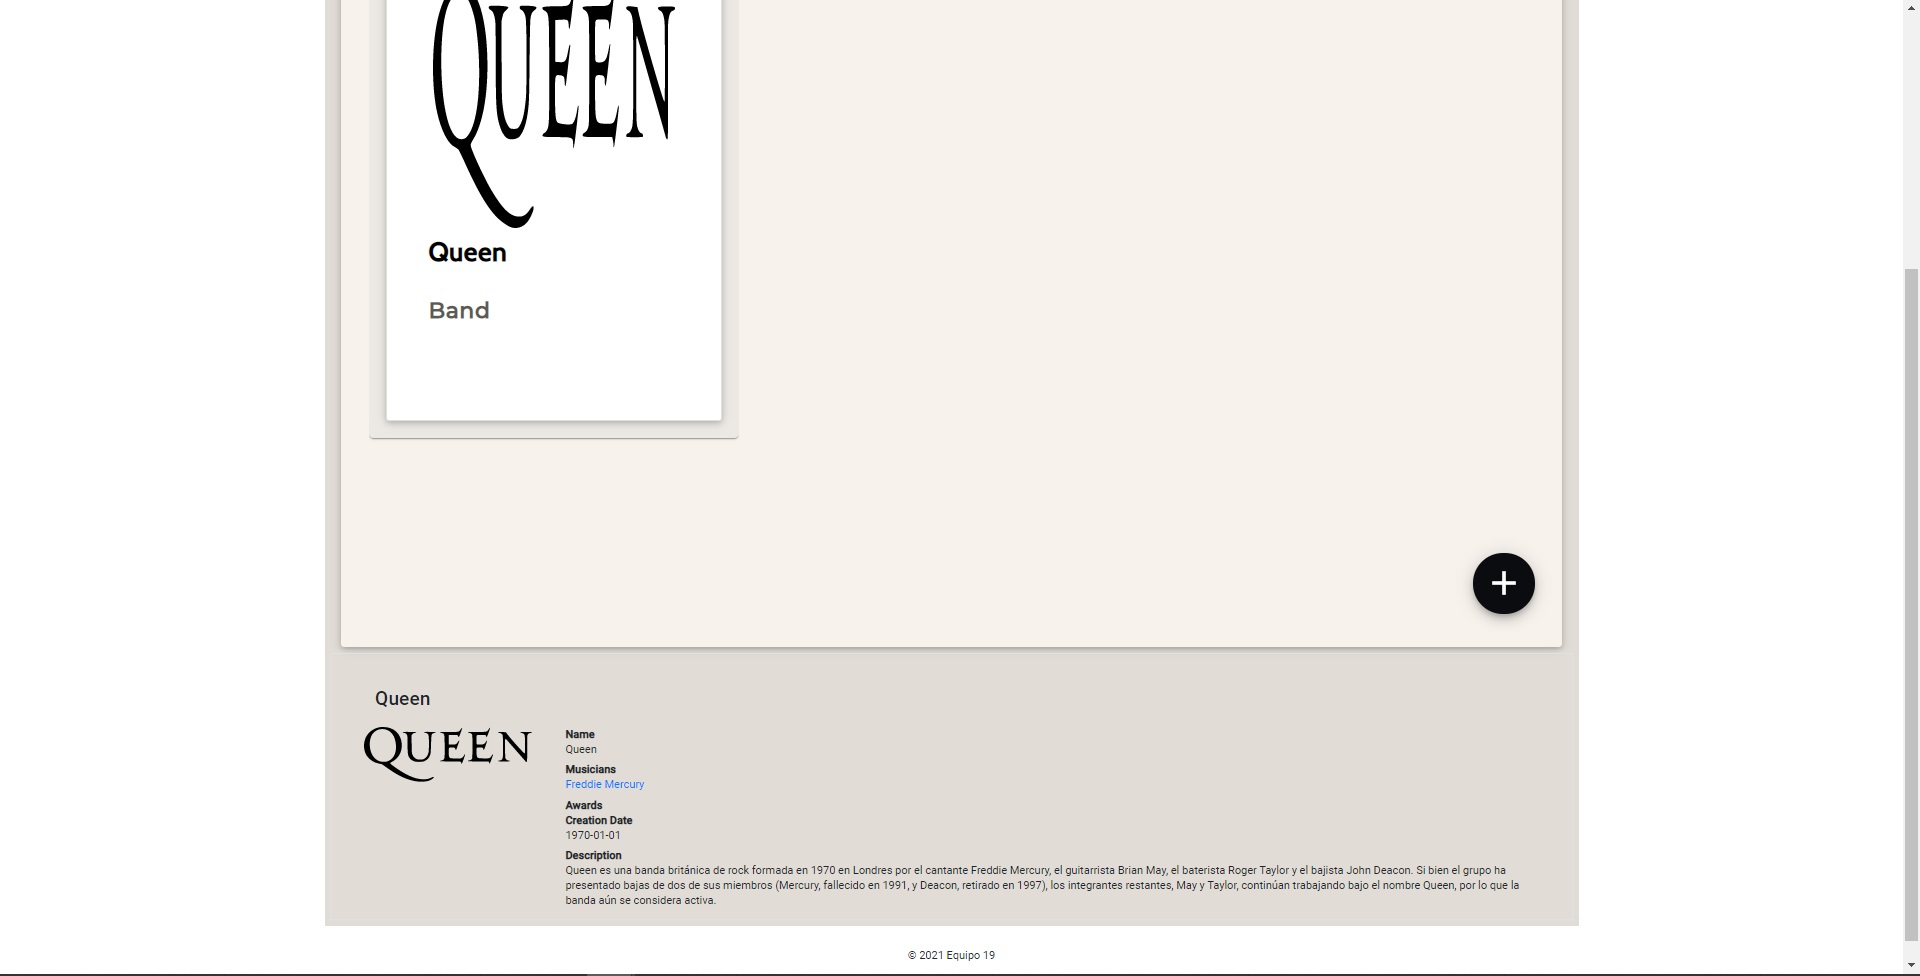 QUEEN
Queen
Band
+
Queen
QUEEN
Name
Queen
Musicians
Freddie Mercury
Awards
Creation Date
1970-01-01
Description
Queen es una banda británica de rock formada en 1970 en Londres por el cantante Freddie Mercury, el guitarrista Brian May, el baterista Roger Taylor y el bajista John Deacon. Si bien el grupo ha
presentado bajas de dos de sus miembros (Mercury, fallecido en 1991, y Deacon, retirado en 1997), los integrantes restantes, May y Taylor, continúan trabajando bajo el nombre Queen, por lo que la
banda aún se considera activa.
© 2021 Equipo 19